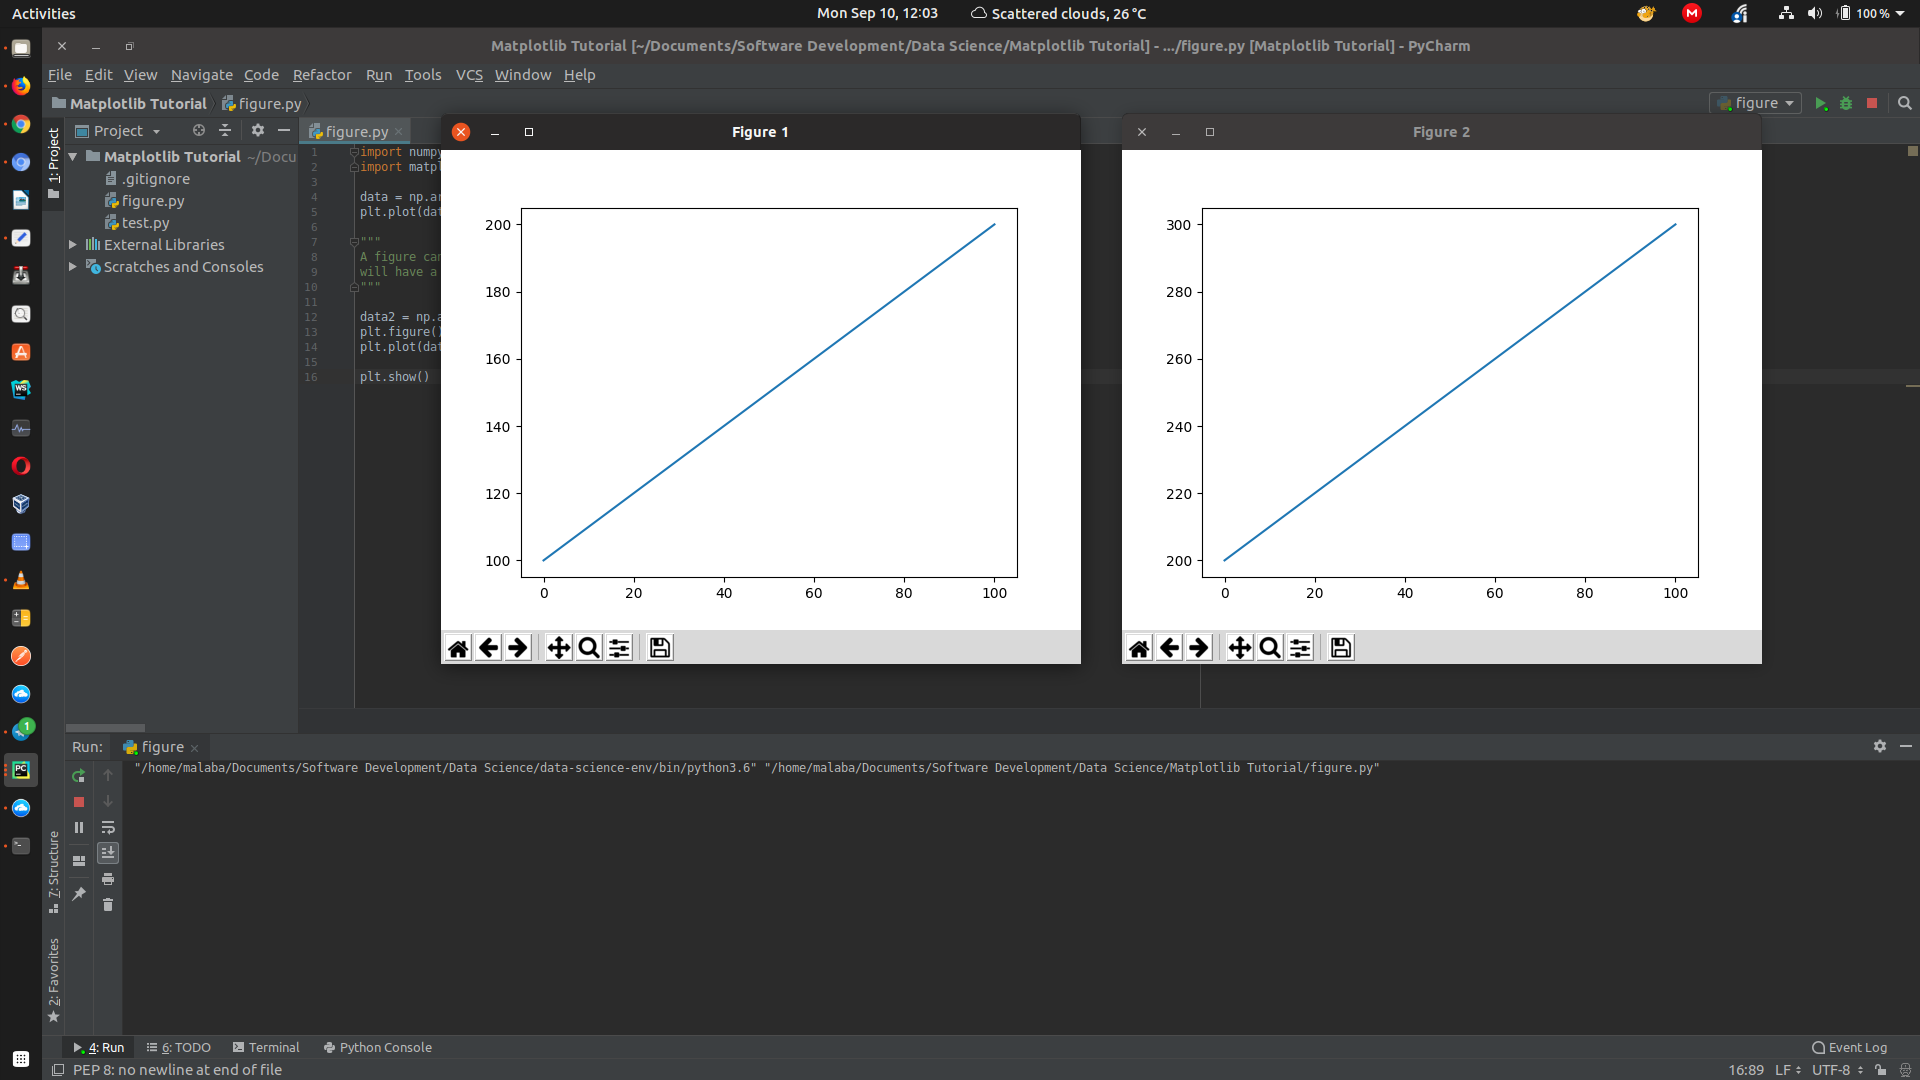 Activities
Mon Sep 10, 12:03
Scattered clouds, 26 °C
100 %
Matplotlib Tutorial [~/Documents/Software Development/Data Science/Matplotlib Tutorial] - .../figure.py [Matplotlib Tutorial] - PyCharm
File Edit View Navigate Code Refactor Run Tools VCS Window Help
Matplotlib Tutorial figure.py
figure
1: Project
Project
Matplotlib Tutorial ~/Docu
.gitignore
figure.py
test.py
External Libraries
Scratches and Consoles
figure.py
1 import numpy
2 import matpl
3
4 data = np.ar
5 plt.plot(dat
6
7 """
8 A figure can
9 will have a
10 """
11
12 data2 = np.a
13 plt.figure()
14 plt.plot(dat
15
16 plt.show()
Figure 1
200
180
160
140
120
100
0 20 40 60 80 100
Figure 2
300
280
260
240
220
200
0 20 40 60 80 100
Run: figure
"/home/malaba/Documents/Software Development/Data Science/data-science-env/bin/python3.6" "/home/malaba/Documents/Software Development/Data Science/Matplotlib Tutorial/figure.py"
7: Structure
2: Favorites
4: Run 6: TODO Terminal Python Console Event Log
PEP 8: no newline at end of file
16:89 LF UTF-8
M
WS
PC
1